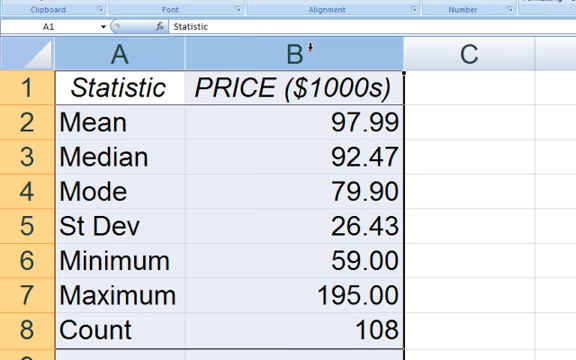 Clipboard Font Alignment Number
A1 fx Statistic
A B C
1 Statistic PRICE ($1000s)
2 Mean 97.99
3 Median 92.47
4 Mode 79.90
5 St Dev 26.43
6 Minimum 59.00
7 Maximum 195.00
8 Count 108